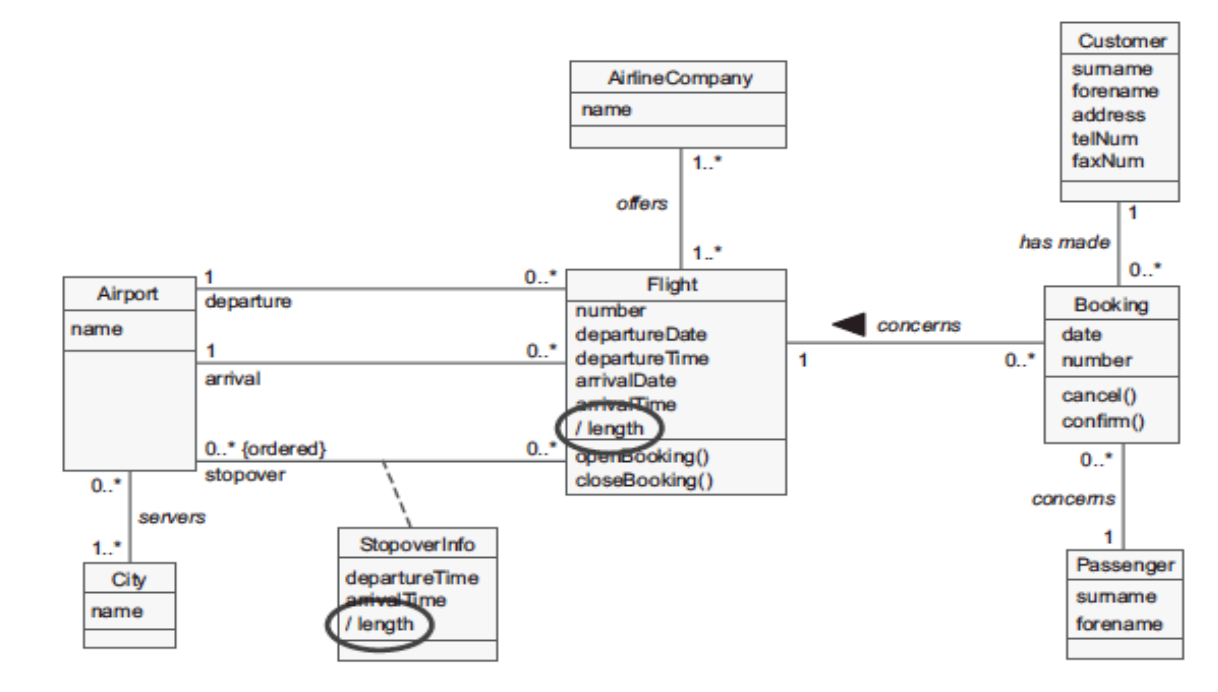 Customer
surname
forename
address
telNum
faxNum
AirlineCompany
name
1..*
offers
1..*
1
has made
0..*
Airport
name
1
departure
0..*
1
arrival
0..*
0..* {ordered}
stopover
0..*
Flight
number
departureDate
departureTime
arrivalDate
arrivalTime
/ length
openBooking()
closeBooking()
concerns
1
0..*
Booking
date
number
cancel()
confirm()
0..*
concerns
1
0..*
servers
1..*
City
name
StopoverInfo
departureTime
arrivalTime
/ length
Passenger
surname
forename